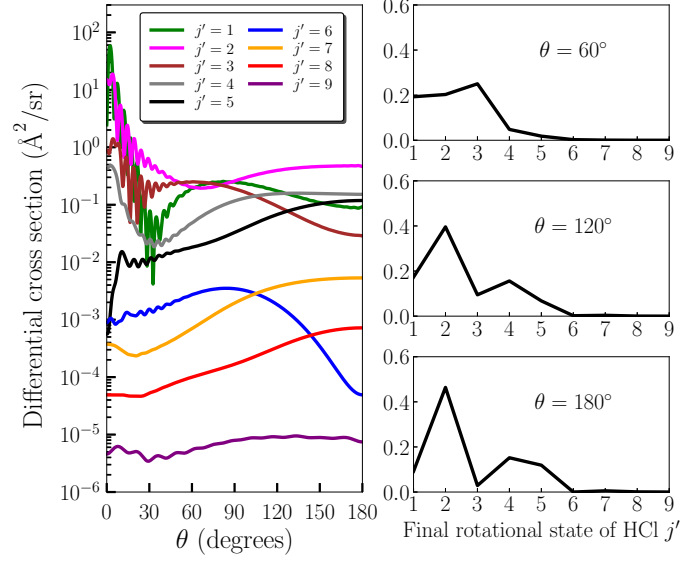 Differential cross section (Å²/sr)
10²
10¹
10⁰
10⁻¹
10⁻²
10⁻³
10⁻⁴
10⁻⁵
10⁻⁶
0 30 60 90 120 150 180
θ (degrees)
j′ = 1
j′ = 2
j′ = 3
j′ = 4
j′ = 5
j′ = 6
j′ = 7
j′ = 8
j′ = 9
θ = 60°
0.6
0.4
0.2
0.0
1 2 3 4 5 6 7 8 9
θ = 120°
0.6
0.4
0.2
0.0
1 2 3 4 5 6 7 8 9
θ = 180°
0.6
0.4
0.2
0.0
1 2 3 4 5 6 7 8 9
Final rotational state of HCl j′